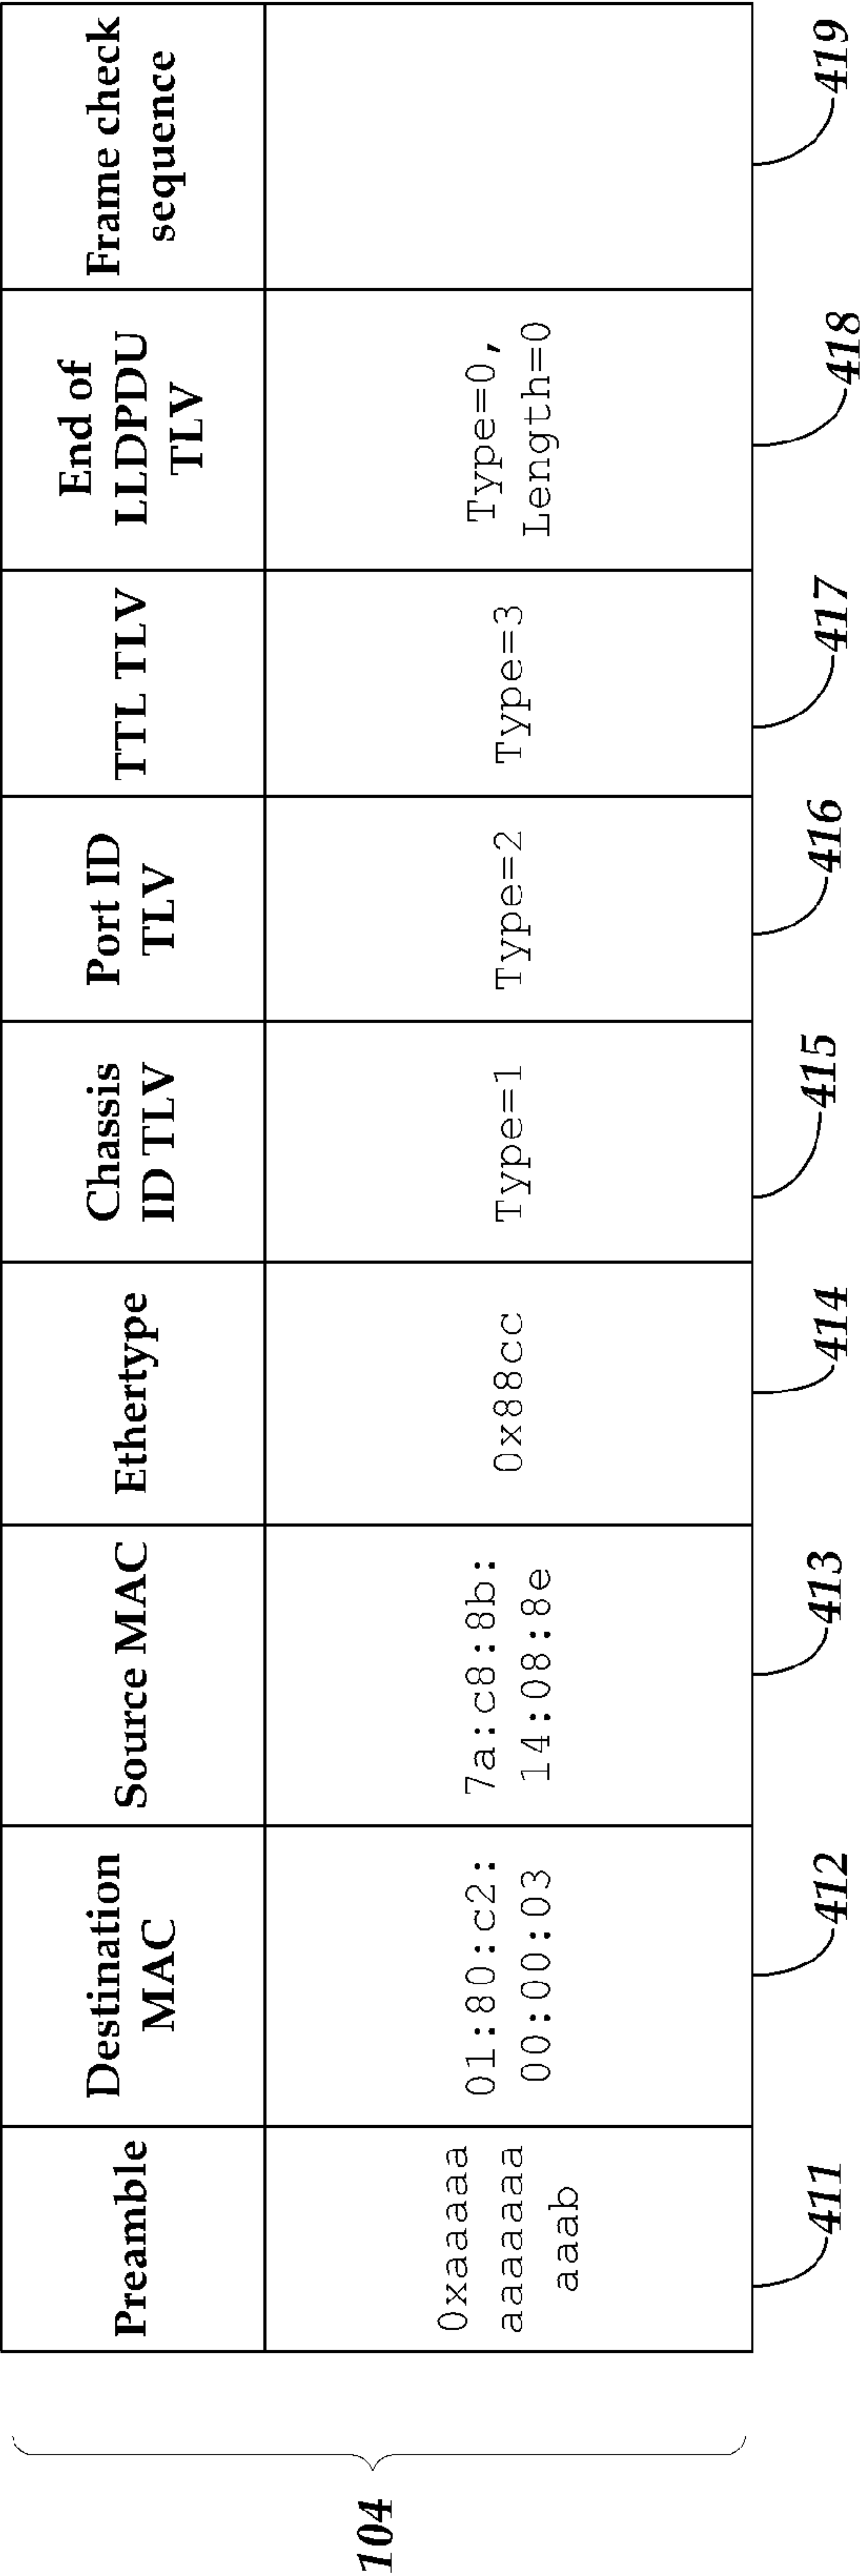 104
Preamble
Destination
MAC
Source MAC
Ethertype
Chassis
ID TLV
Port ID
TLV
TTL TLV
End of
LLDPDU
TLV
Frame check
sequence
0xaaaaaa
aaaaaaaa
aaab
01:80:c2:
00:00:03
7a:c8:8b:
14:08:8e
0x88cc
Type=1
Type=2
Type=3
Type=0,
Length=0
411
412
413
414
415
416
417
418
419